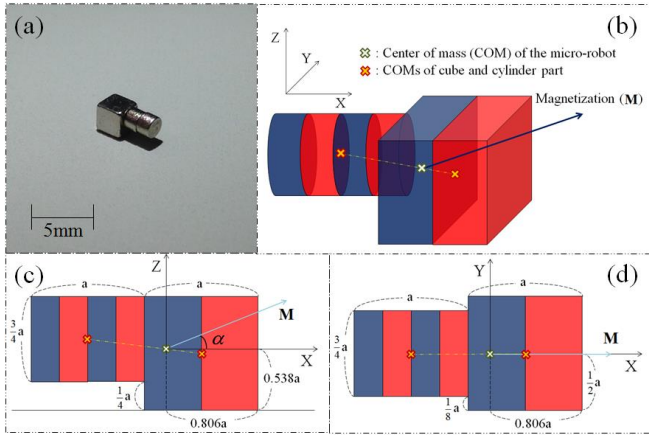 (a)
5mm
(b)
Z
Y
X
: Center of mass (COM) of the micro-robot
: COMs of cube and cylinder part
Magnetization (M)
(c)
Z
a
a
M
α
X
3/4 a
1/4 a
0.538a
0.806a
(d)
Y
a
a
M
X
3/4 a
1/8 a
1/2 a
0.806a